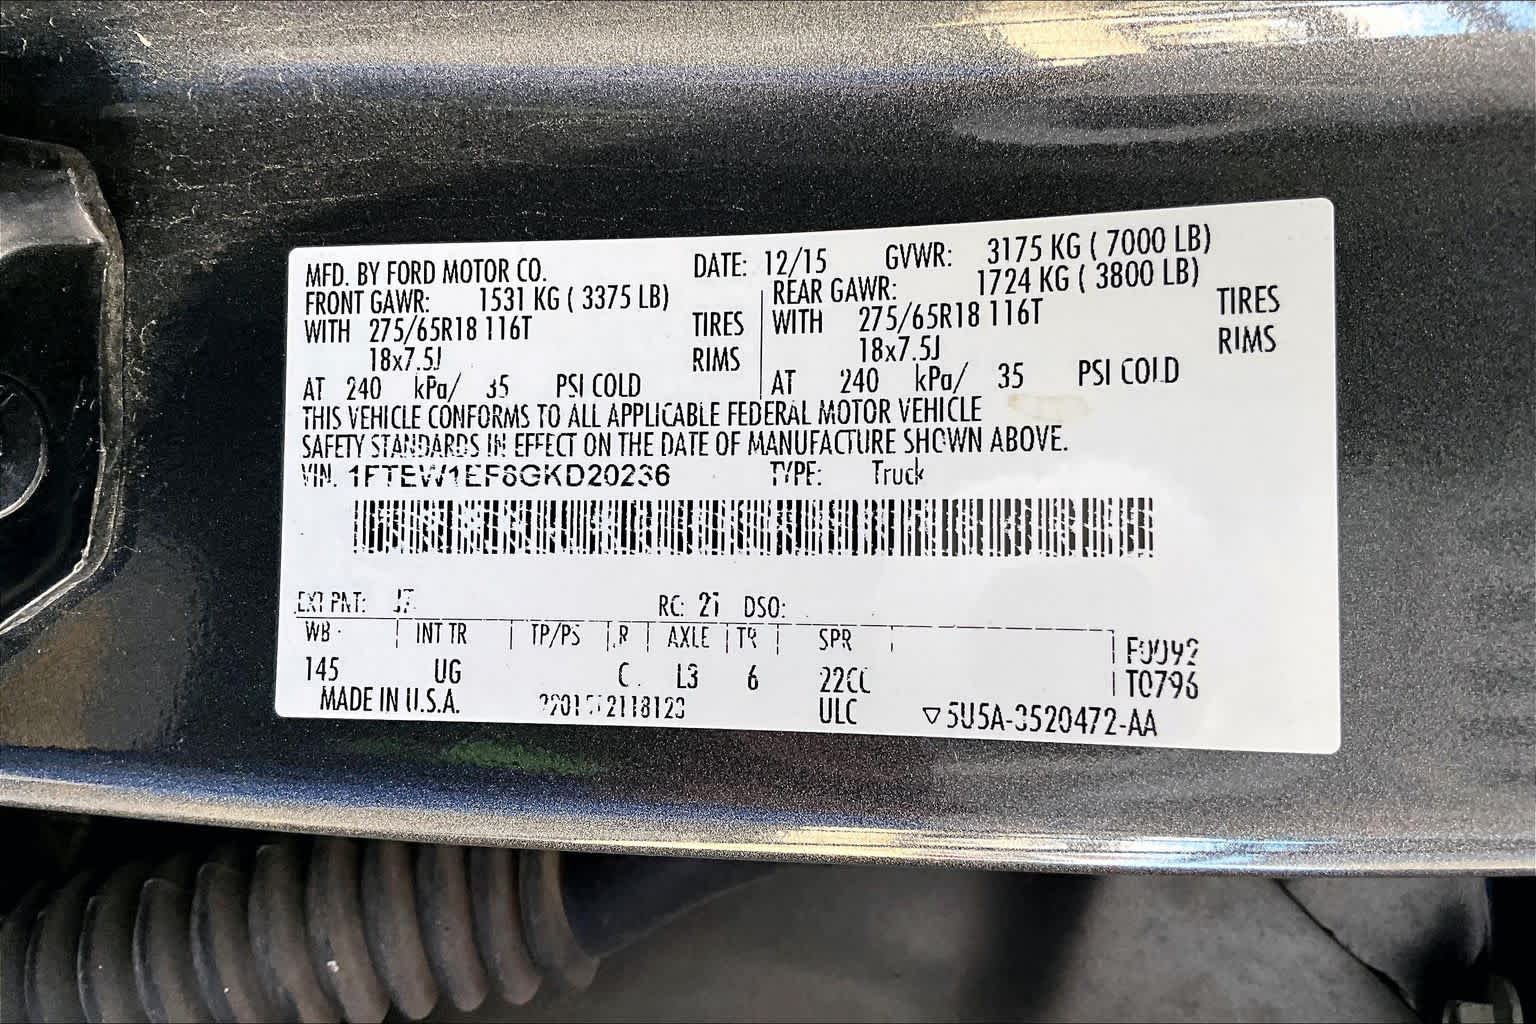 MFD. BY FORD MOTOR CO. DATE: 12/15 GVWR: 3175 KG ( 7000 LB)
FRONT GAWR: 1531 KG ( 3375 LB) REAR GAWR: 1724 KG ( 3800 LB)
WITH 275/65R18 116T TIRES WITH 275/65R18 116T TIRES
18x7.5J RIMS 18x7.5J RIMS
AT 240 kPa/ 35 PSI COLD AT 240 kPa/ 35 PSI COLD
THIS VEHICLE CONFORMS TO ALL APPLICABLE FEDERAL MOTOR VEHICLE
SAFETY STANDARDS IN EFFECT ON THE DATE OF MANUFACTURE SHOWN ABOVE.
VIN: 1FTEW1EF8GKD20236 TYPE: Truck
EXT PNT: J7 RC: 21 DSO:
WB INT TR TP/PS R AXLE TR SPR F0092
145 UG C L3 6 22CC T0796
MADE IN U.S.A. ULC ▽5U5A-3520472-AA